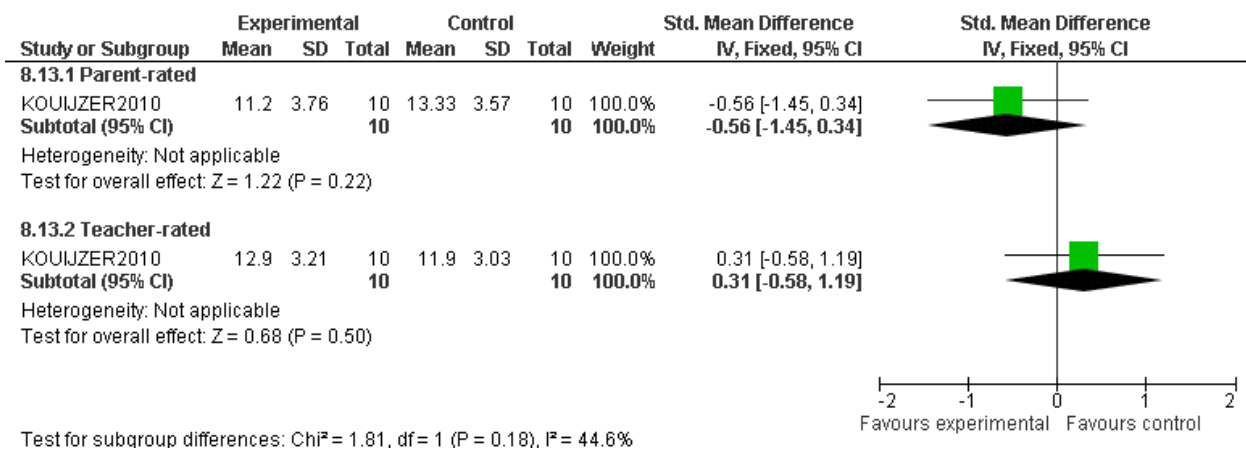 Experimental Control Std. Mean Difference Std. Mean Difference
Study or Subgroup Mean SD Total Mean SD Total Weight IV, Fixed, 95% CI IV, Fixed, 95% CI
8.13.1 Parent-rated
KOUIJZER2010 11.2 3.76 10 13.33 3.57 10 100.0% -0.56 [-1.45, 0.34]
Subtotal (95% CI) 10 10 100.0% -0.56 [-1.45, 0.34]
Heterogeneity: Not applicable
Test for overall effect: Z = 1.22 (P = 0.22)
8.13.2 Teacher-rated
KOUIJZER2010 12.9 3.21 10 11.9 3.03 10 100.0% 0.31 [-0.58, 1.19]
Subtotal (95% CI) 10 10 100.0% 0.31 [-0.58, 1.19]
Heterogeneity: Not applicable
Test for overall effect: Z = 0.68 (P = 0.50)
-2 -1 0 1 2
Favours experimental Favours control
Test for subgroup differences: Chi² = 1.81, df = 1 (P = 0.18), I² = 44.6%